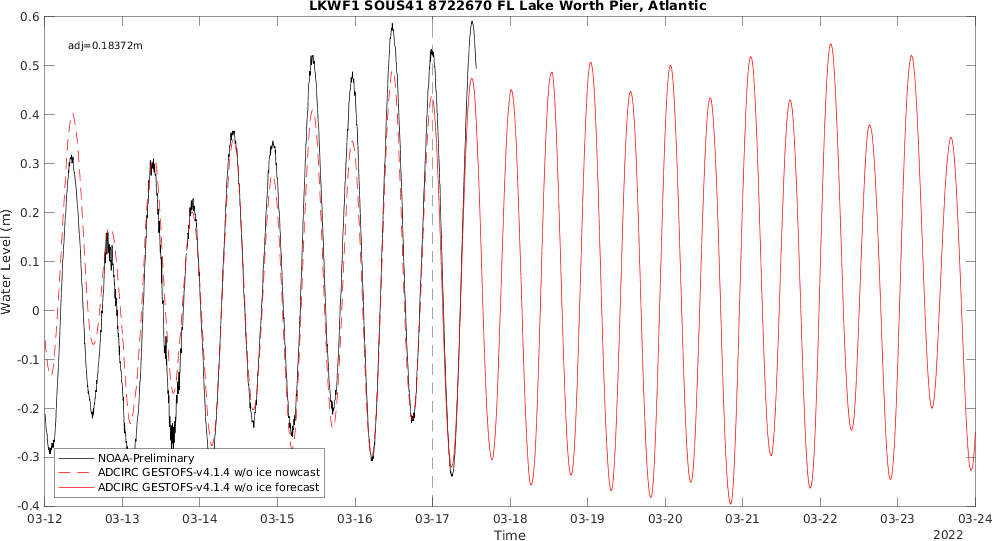 LKWF1 SOUS41 8722670 FL Lake Worth Pier, Atlantic
0.6
adj=0.18372m
0.5
0.4
0.3
0.2
0.1
0
-0.1
-0.2
-0.3
-0.4
Water Level (m)
NOAA-Preliminary
ADCIRC GESTOFS-v4.1.4 w/o ice nowcast
ADCIRC GESTOFS-v4.1.4 w/o ice forecast
03-12 03-13 03-14 03-15 03-16 03-17 03-18 03-19 03-20 03-21 03-22 03-23 03-24
Time
2022